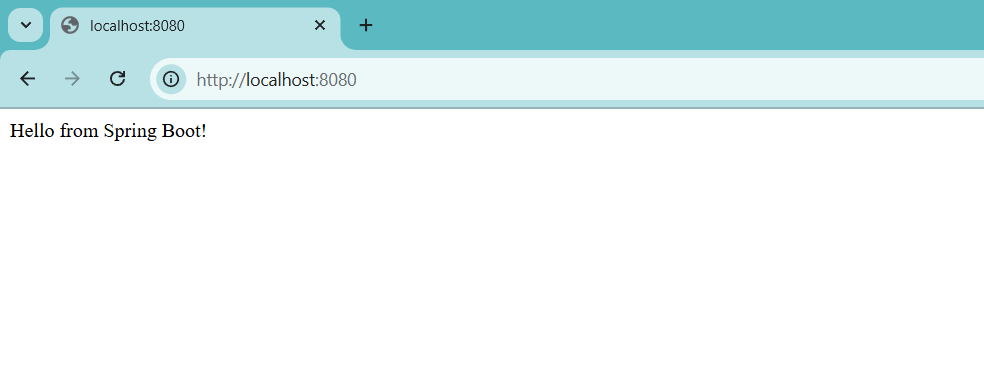 localhost:8080
http://localhost:8080
Hello from Spring Boot!